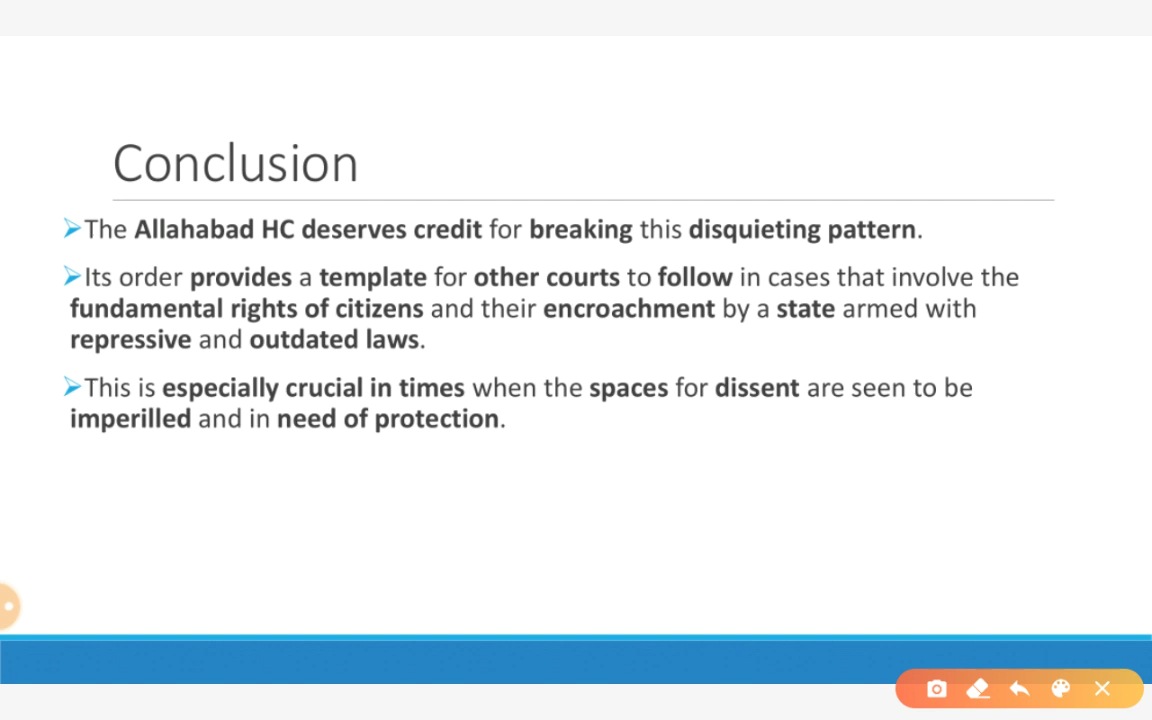 Conclusion
The Allahabad HC deserves credit for breaking this disquieting pattern.
Its order provides a template for other courts to follow in cases that involve the
fundamental rights of citizens and their encroachment by a state armed with
repressive and outdated laws.
This is especially crucial in times when the spaces for dissent are seen to be
imperilled and in need of protection.